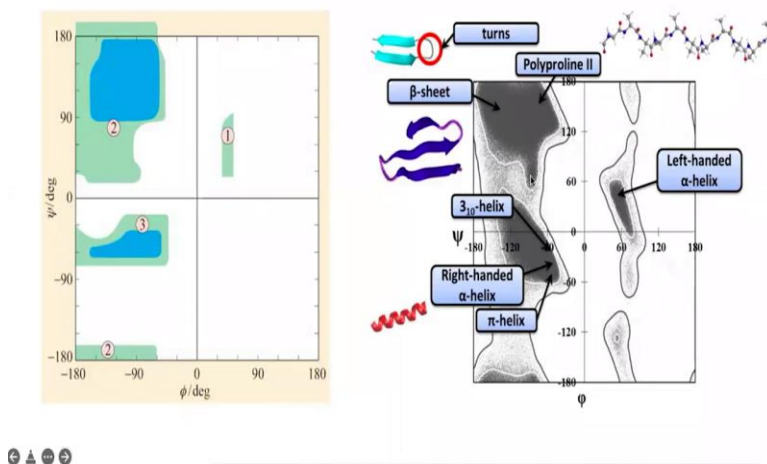 180
90
0
−90
−180
ψ/deg
2
1
3
2
−180
−90
0
90
180
ϕ/deg
turns
Polyproline II
β-sheet
180
120
60
Left-handed
α-helix
3₁₀-helix
ψ
-180
-120
0
60
120
180
Right-handed
α-helix
-60
π-helix
-120
-180
φ